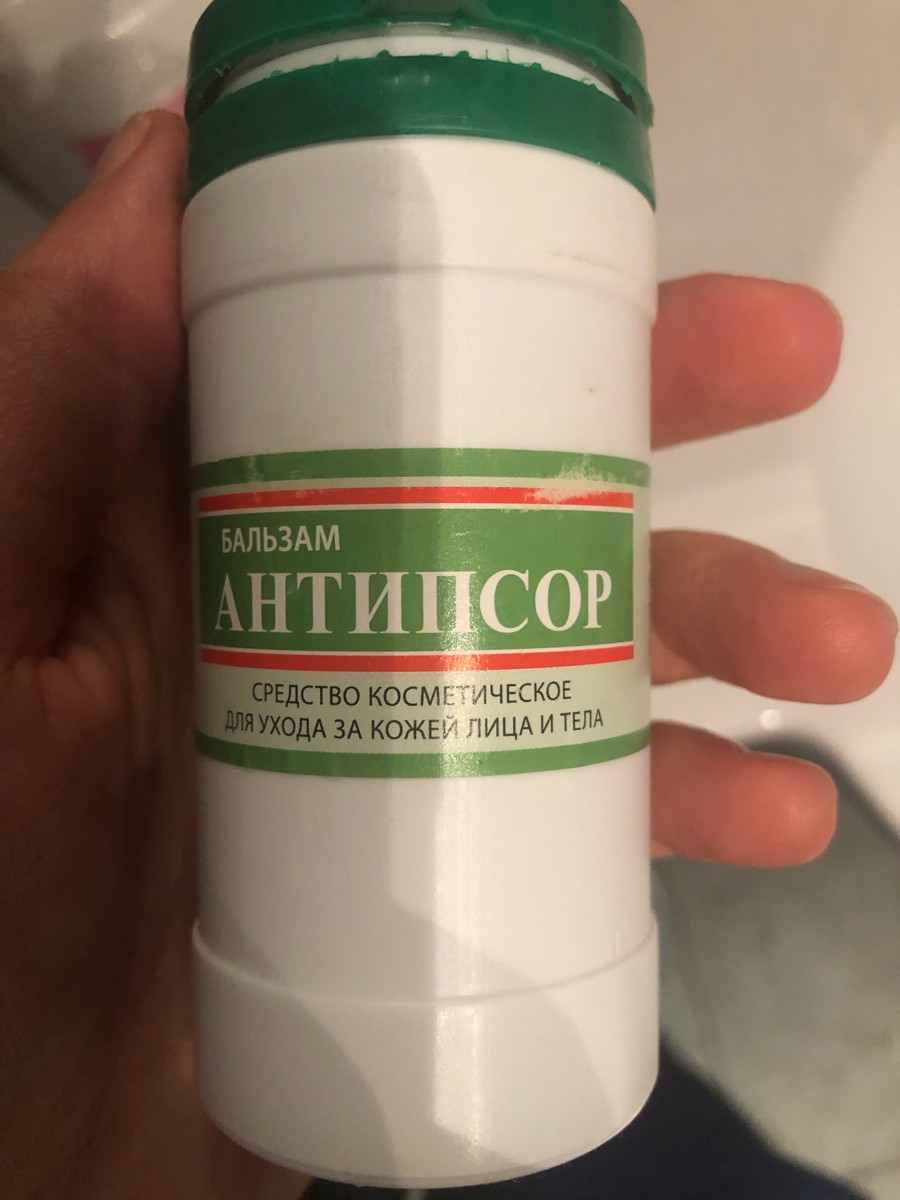 БАЛЬЗАМ
АНТИПСОР
СРЕДСТВО КОСМЕТИЧЕСКОЕ
ДЛЯ УХОДА ЗА КОЖЕЙ ЛИЦА И ТЕЛА